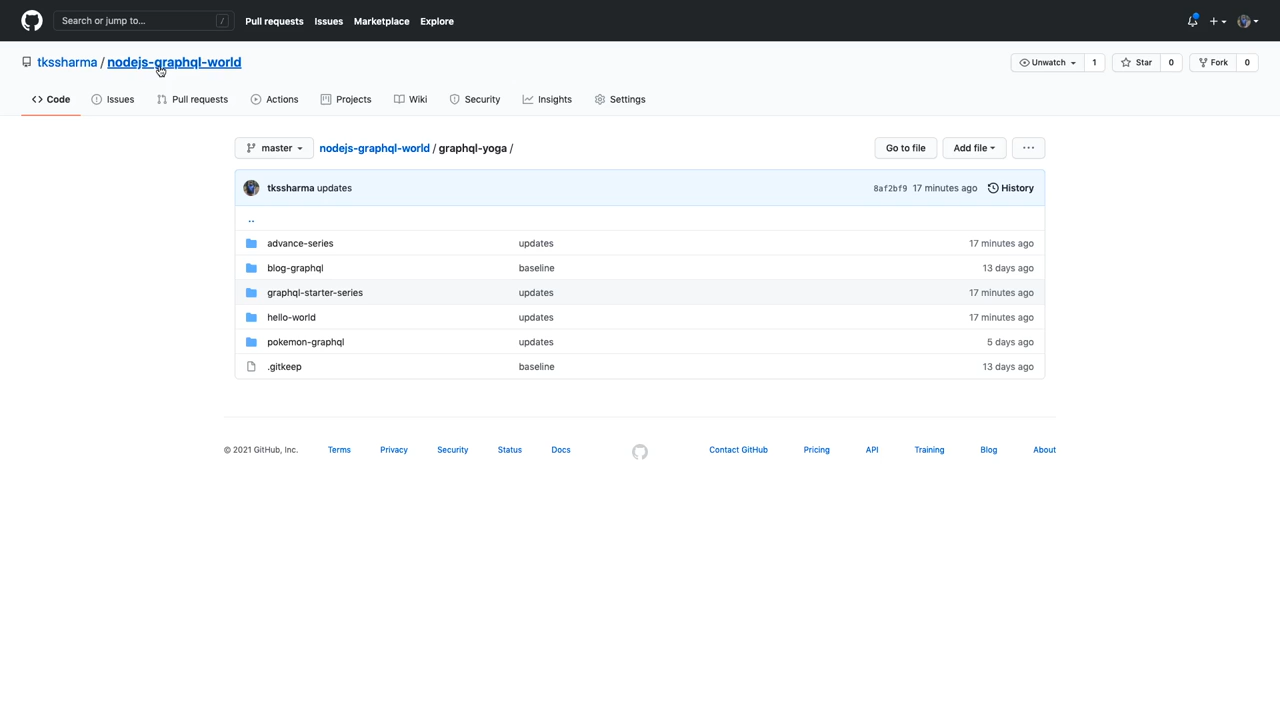 Search or jump to... / Pull requests Issues Marketplace Explore
tkssharma / nodejs-graphql-world Unwatch 1 Star 0 Fork 0
Code Issues Pull requests Actions Projects Wiki Security Insights Settings
master nodejs-graphql-world / graphql-yoga / Go to file Add file ...
tkssharma updates 8af2bf9 17 minutes ago History
..
advance-series updates 17 minutes ago
blog-graphql baseline 13 days ago
graphql-starter-series updates 17 minutes ago
hello-world updates 17 minutes ago
pokemon-graphql updates 5 days ago
.gitkeep baseline 13 days ago
© 2021 GitHub, Inc. Terms Privacy Security Status Docs Contact GitHub Pricing API Training Blog About